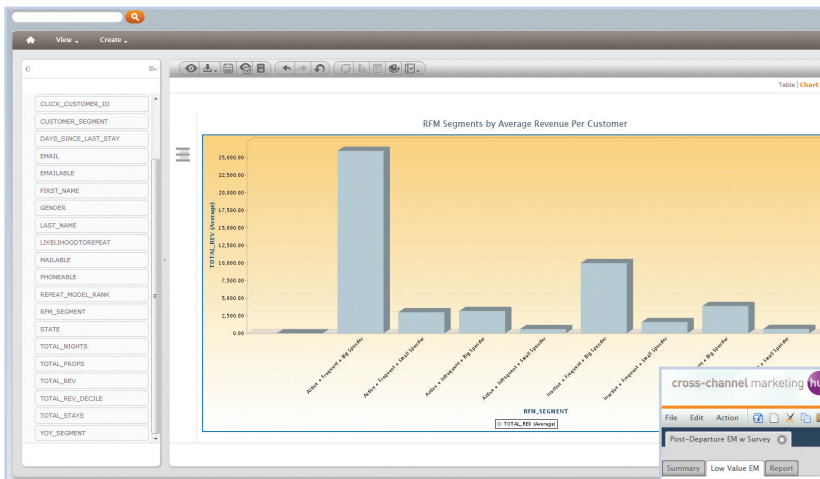 View
Create
Table | Chart
CLICK_CUSTOMER_ID
CUSTOMER_SEGMENT
DAYS_SINCE_LAST_STAY
EMAIL
EMAILABLE
FIRST_NAME
GENDER
LAST_NAME
LIKELIHOODTOREPEAT
MAILABLE
PHONEABLE
REPEAT_MODEL_RANK
RFM_SEGMENT
STATE
TOTAL_NIGHTS
TOTAL_PROPS
TOTAL_REV
TOTAL_REV_DECILE
TOTAL_STAYS
YOY_SEGMENT
RFM Segments by Average Revenue Per Customer
TOTAL_REV (Average)
25,000.00
22,500.00
20,000.00
17,500.00
15,000.00
12,500.00
10,000.00
7,500.00
5,000.00
2,500.00
0.00
Active + Frequent + Big Spender
Active + Frequent + Small Spender
Active + Infrequent + Big Spender
Active + Infrequent + Small Spender
Inactive + Frequent + Big Spender
Inactive + Frequent + Small Spender
+ Big Spender
+ Small Spender
RFM_SEGMENT
TOTAL_REV (Average)
cross-channel marketing hu
File Edit Action
Post-Departure EM w Survey
Summary Low Value EM Report